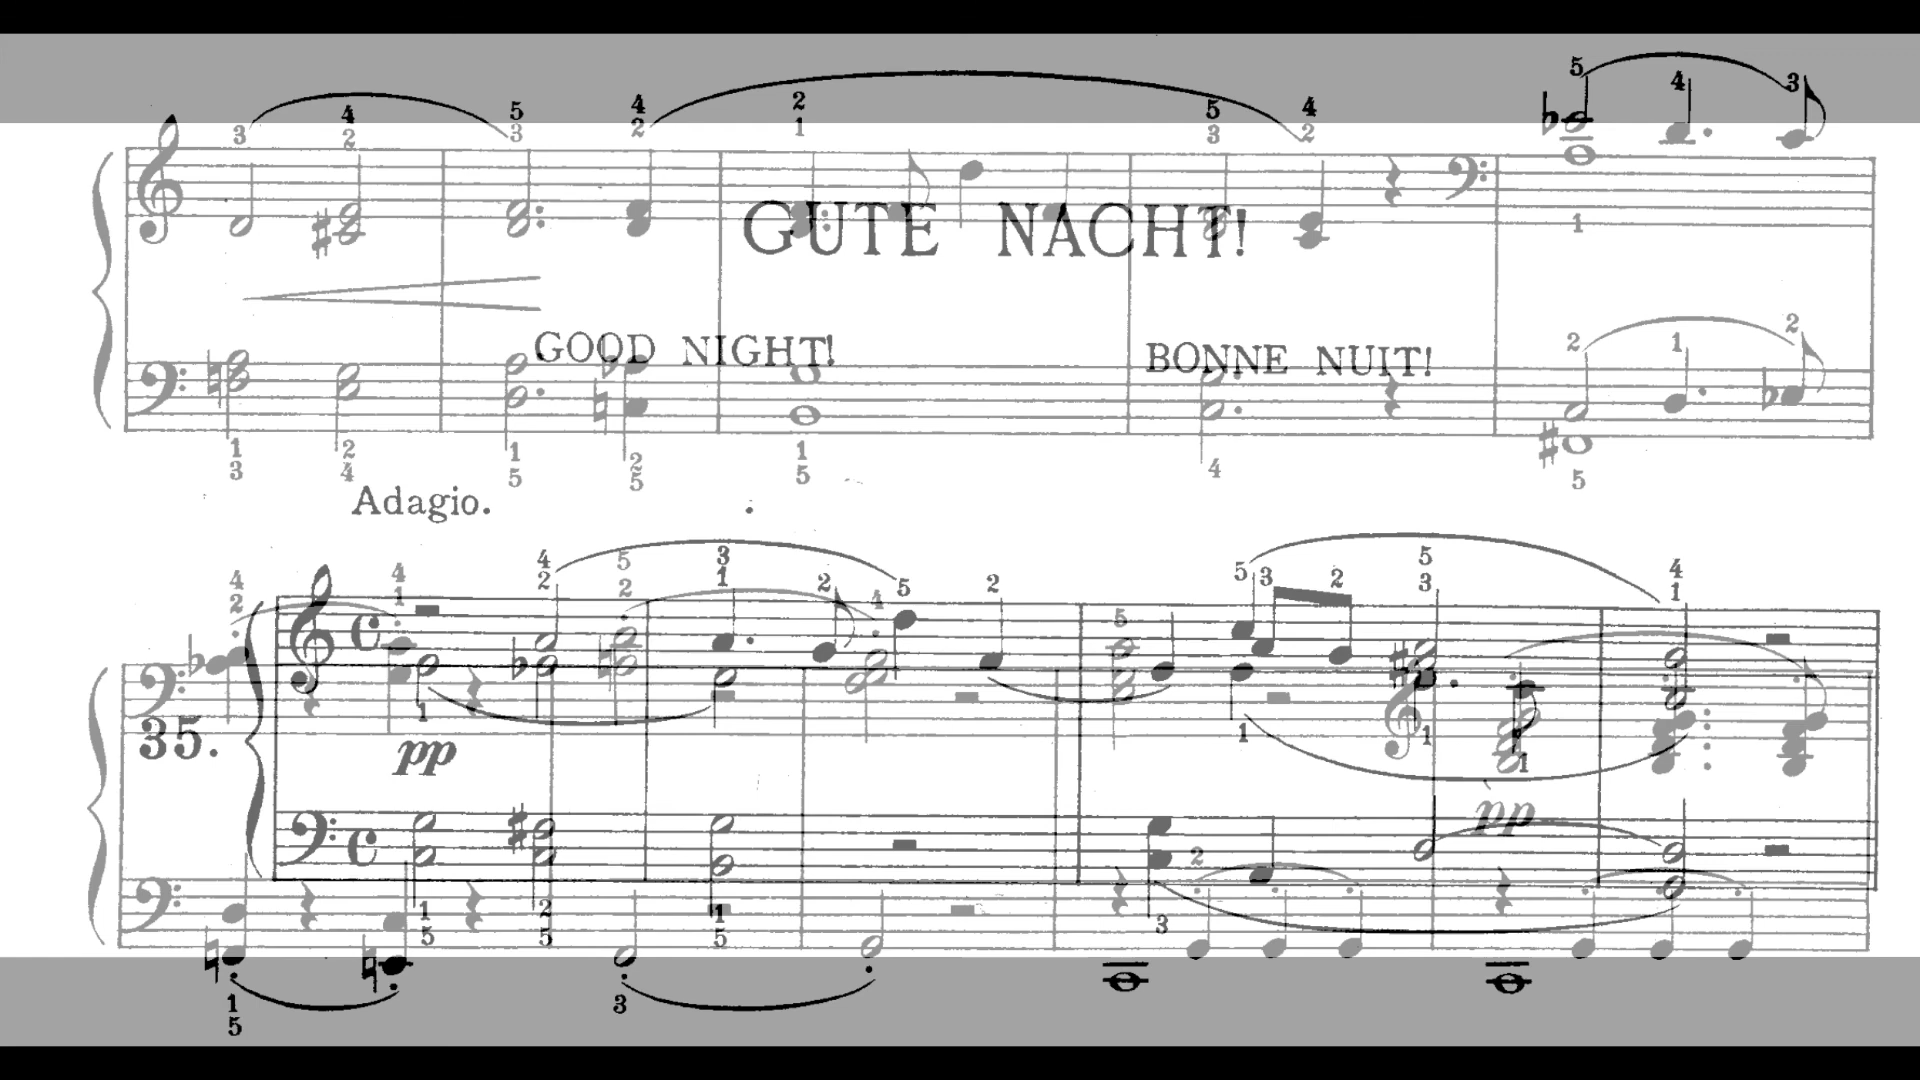 GUTE NACHT!
GOOD NIGHT! BONNE NUIT!
Adagio.
35.
pp
pp